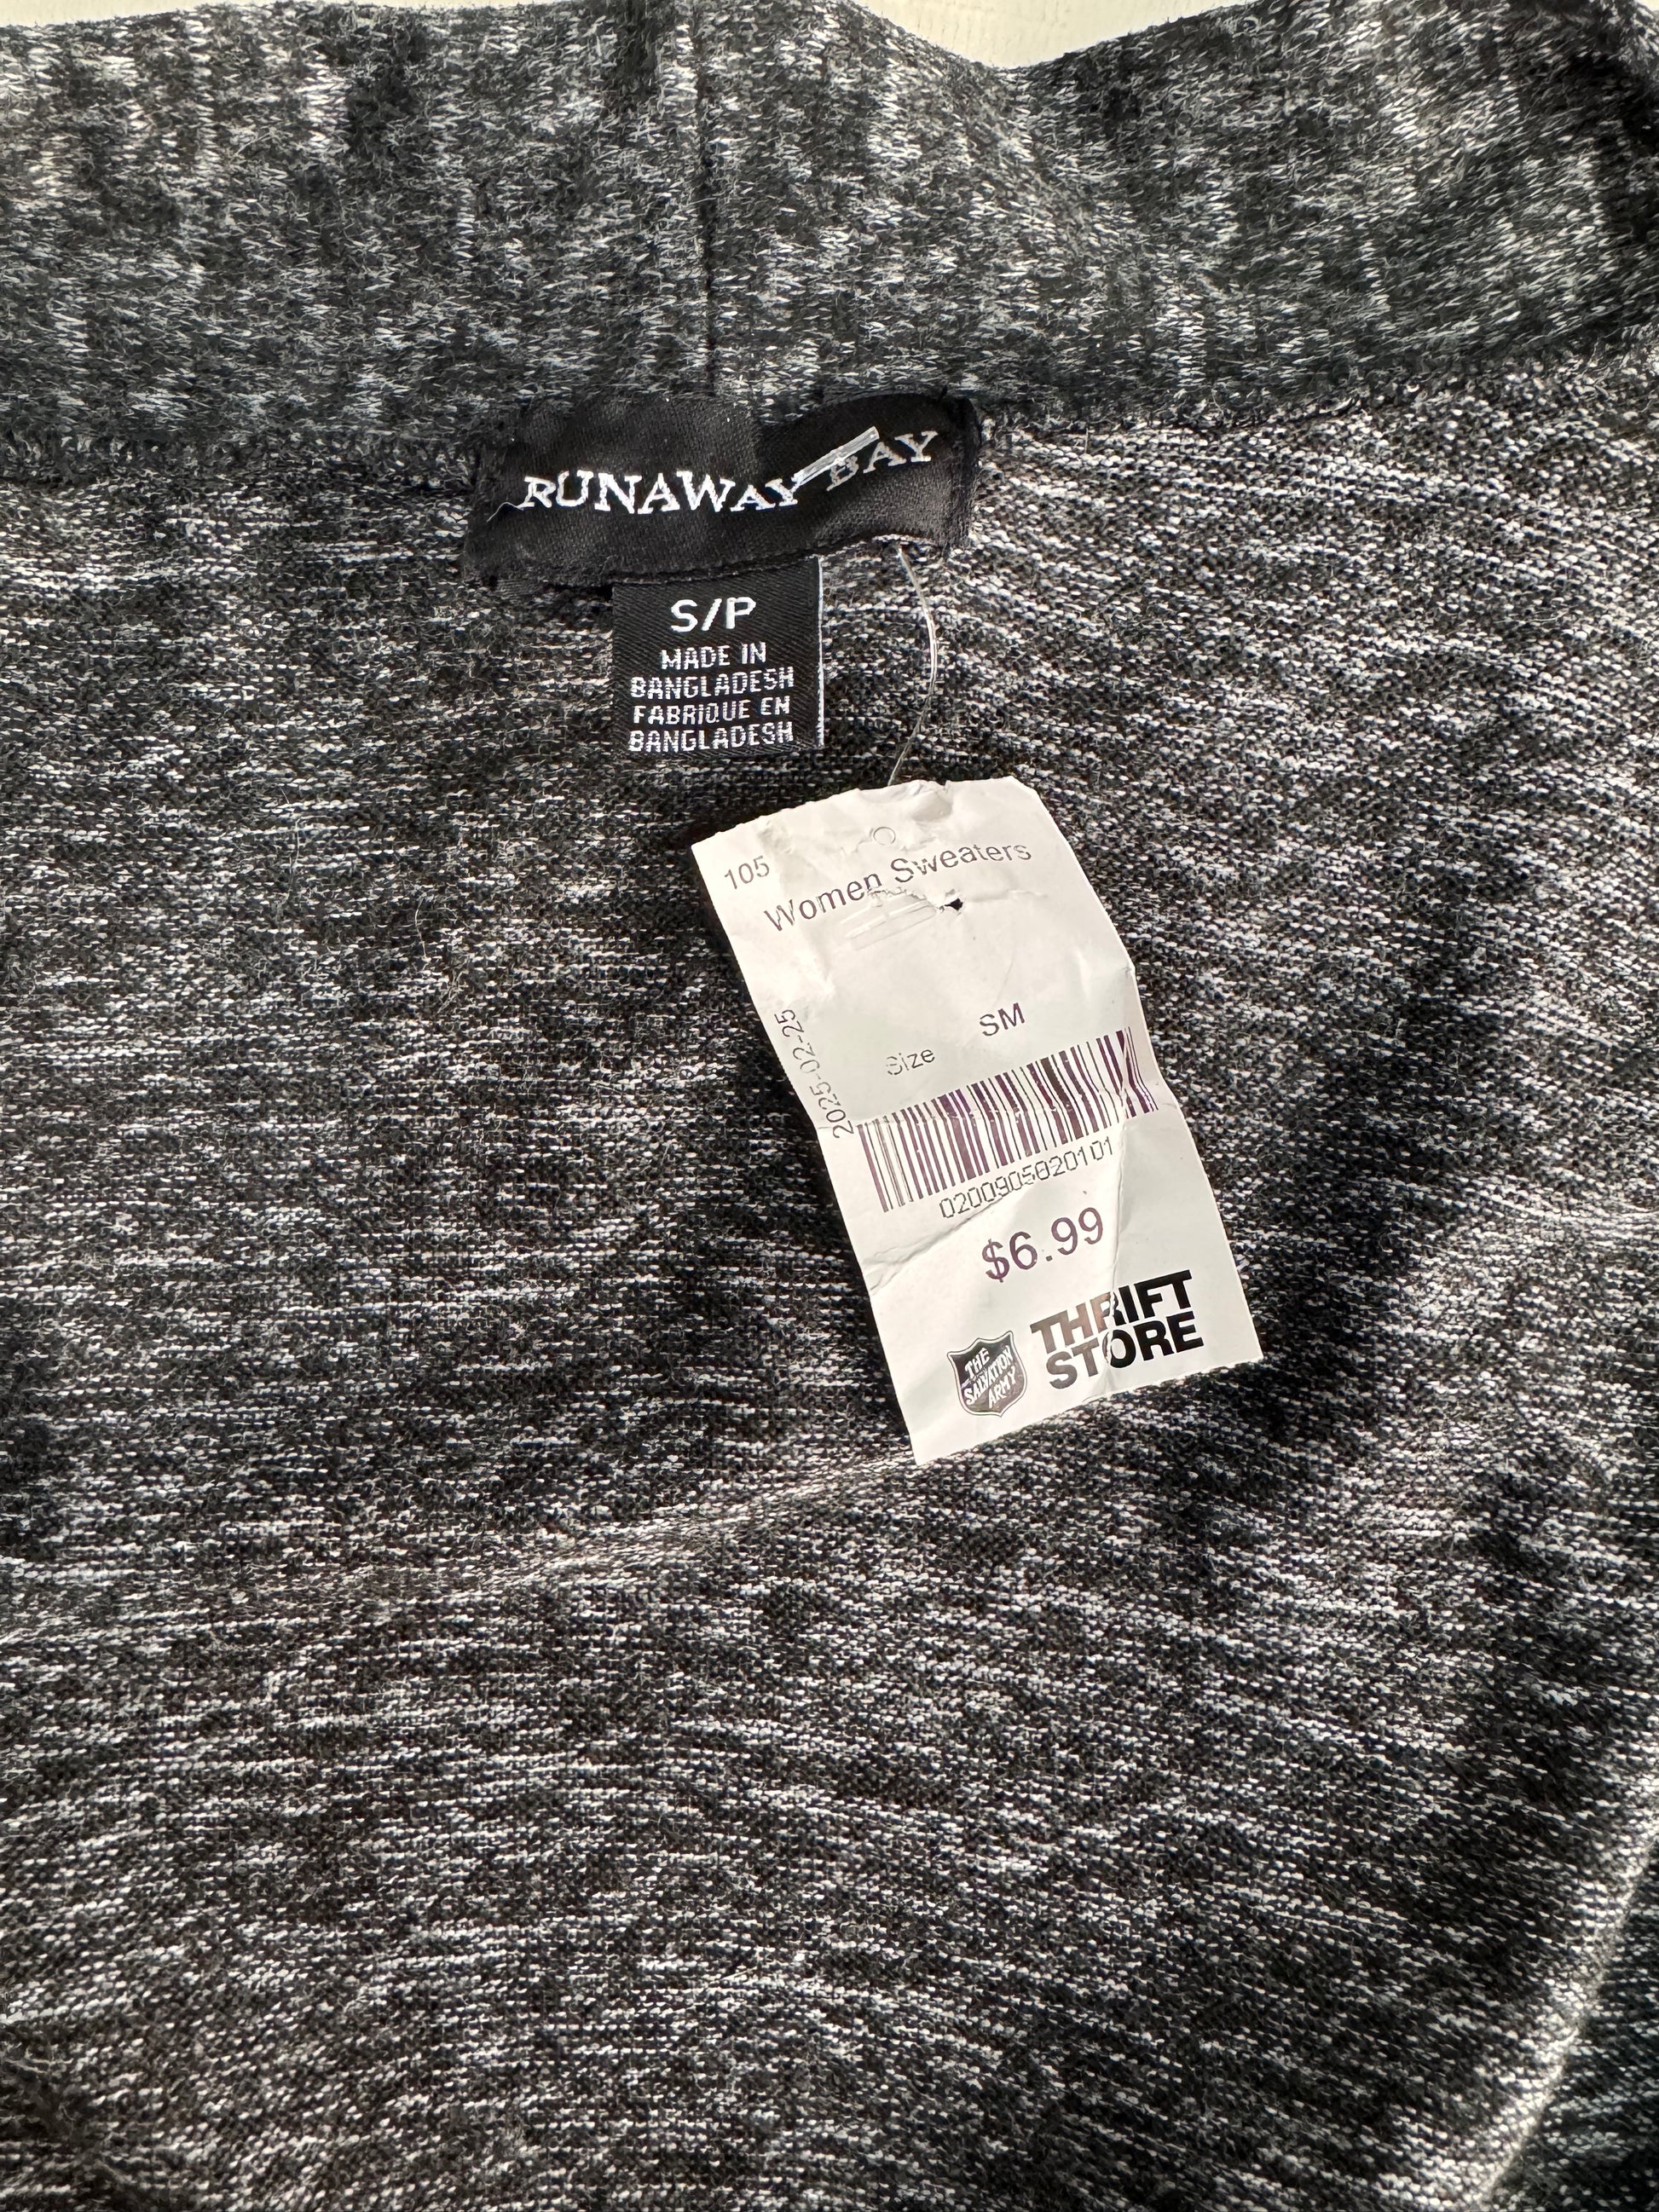 RUNAWAY BAY
S/P
MADE IN
BANGLADESH
FABRIQUE EN
BANGLADESH
105
Women Sweaters
Size SM
2025-02-25
0200905020101
$6.99
THE
SALVATION
ARMY
THRIFT
STORE